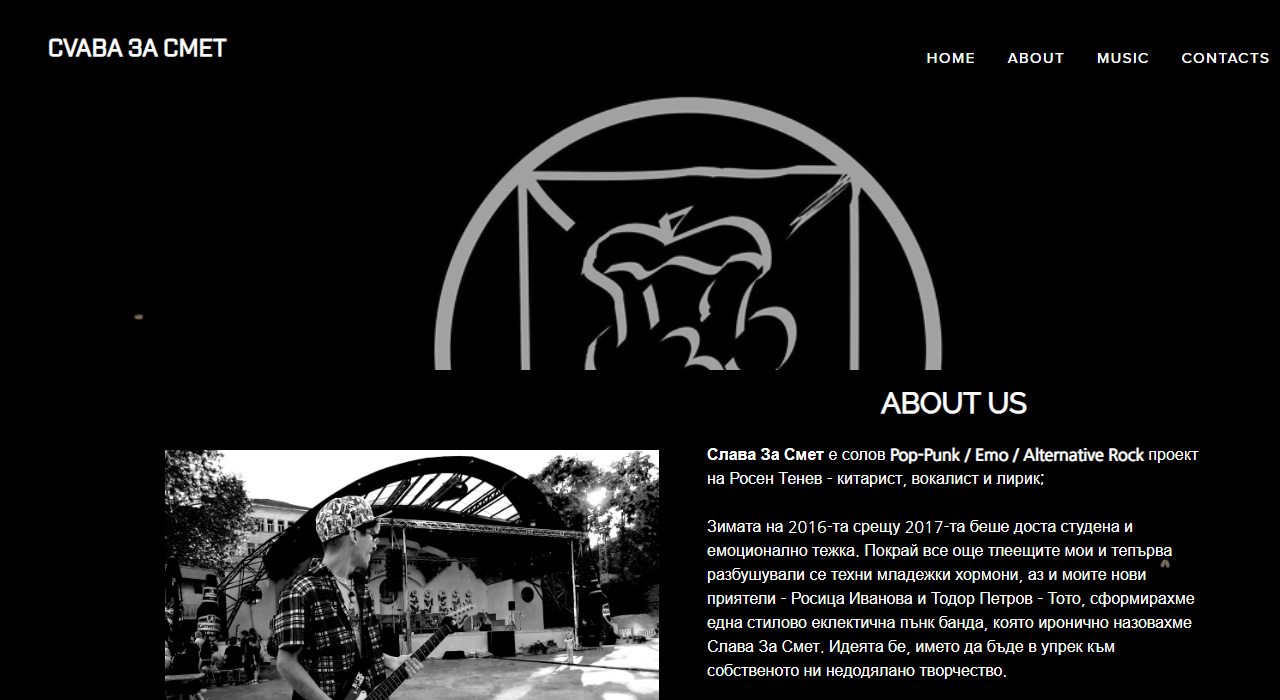 СVАВА ЗА СМЕТ
HOME ABOUT MUSIC CONTACTS
ABOUT US
Слава За Смет е солов Pop-Punk / Emo / Alternative Rock проект
на Росен Тенев - китарист, вокалист и лирик;
Зимата на 2016-та срещу 2017-та беше доста студена и
емоционално тежка. Покрай все още тлеещите мои и тепърва
разбушували се техни младежки хормони, аз и моите нови
приятели - Росица Иванова и Тодор Петров - Тото, сформирахме
една стилово еклектична пънк банда, която иронично назовахме
Слава За Смет. Идеята бе, името да бъде в упрек към
собственото ни недодялано творчество.